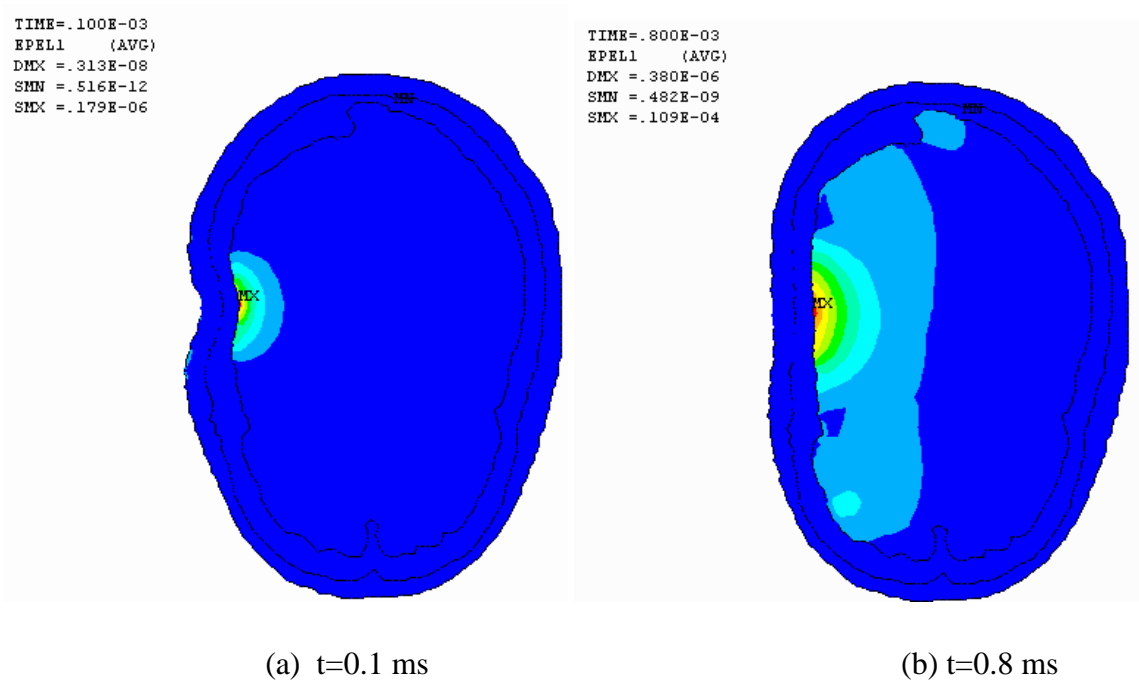 TIME=.100E-03
EPEL1 (AVG)
DMX =.313E-08
SMN =.516E-12
SMX =.179E-06
MN
MX
TIME=.800E-03
EPEL1 (AVG)
DMX =.380E-06
SMN =.482E-09
SMX =.109E-04
MN
MX
(a) t=0.1 ms
(b) t=0.8 ms